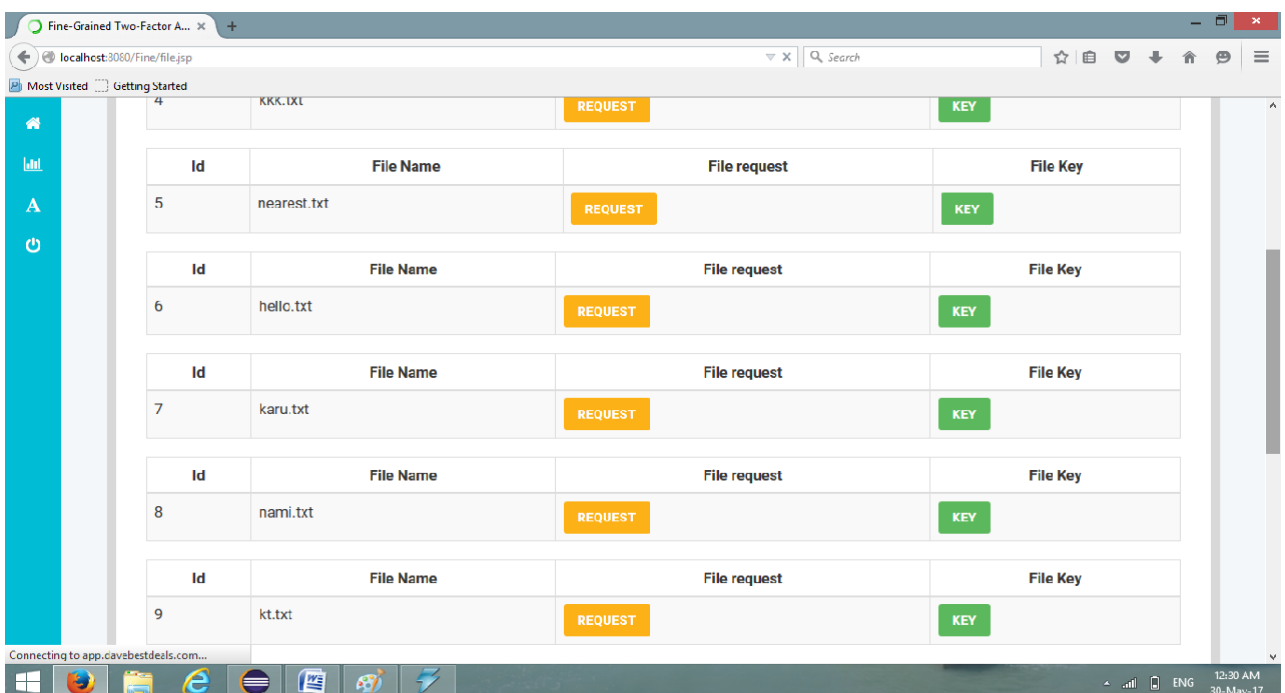 Fine-Grained Two-Factor A... × +
localhost:8080/Fine/file.jsp Search
Most Visited Getting Started
4 kkk.txt REQUEST KEY
Id File Name File request File Key
5 nearest.txt REQUEST KEY
Id File Name File request File Key
6 hello.txt REQUEST KEY
Id File Name File request File Key
7 karu.txt REQUEST KEY
Id File Name File request File Key
8 nami.txt REQUEST KEY
Id File Name File request File Key
9 kt.txt REQUEST KEY
Connecting to app.davebestdeals.com...
ENG 12:30 AM
30-May-17